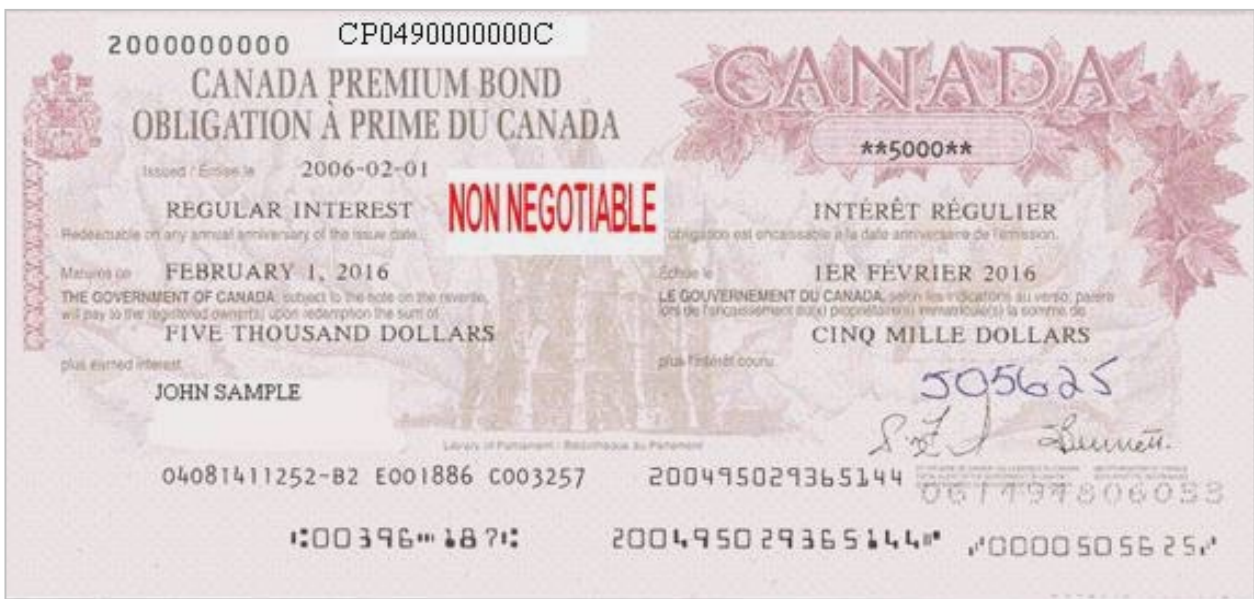 2000000000 CP0490000000C
CANADA PREMIUM BOND
OBLIGATION À PRIME DU CANADA
CANADA
**5000**
Issued / Émise le 2006-02-01
NON NEGOTIABLE
REGULAR INTEREST
Redeemable on any annual anniversary of the issue date.
INTÉRÊT RÉGULIER
L'obligation est encaissable à la date anniversaire de l'émission.
Matures on FEBRUARY 1, 2016
THE GOVERNMENT OF CANADA, subject to the note on the reverse,
will pay to the registered owner(s) upon redemption the sum of
FIVE THOUSAND DOLLARS
plus earned interest.
Échue le 1ER FÉVRIER 2016
LE GOUVERNEMENT DU CANADA, selon les indications au verso, paiera
lors de l'encaissement au(x) propriétaire(s) immatriculé(s) la somme de
CINQ MILLE DOLLARS
plus l'intérêt couru.
JOHN SAMPLE
505625
Library of Parliament / Bibliothèque du Parlement
04081411252-B2 E001886 C003257 200495029365144
00396 187 200495029365144 0000505625